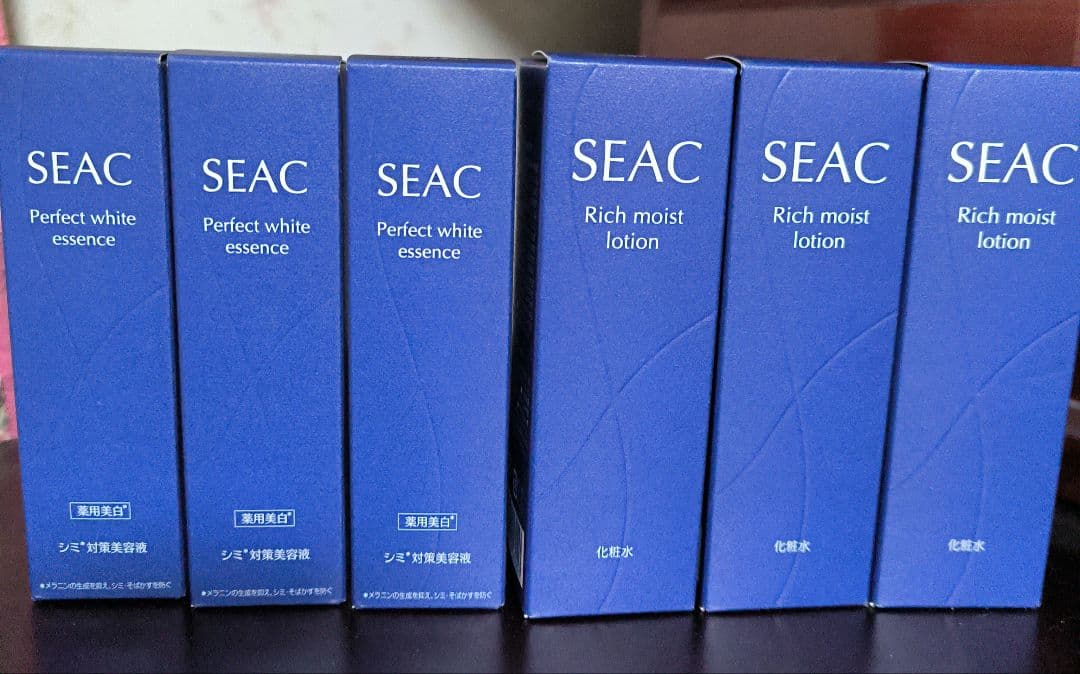 SEAC
Perfect white
essence
薬用美白*
シミ*対策美容液
*メラニンの生成を抑え、シミ・そばかすを防ぐ
SEAC
Perfect white
essence
薬用美白*
シミ*対策美容液
*メラニンの生成を抑え、シミ・そばかすを防ぐ
SEAC
Perfect white
essence
薬用美白*
シミ*対策美容液
*メラニンの生成を抑え、シミ・そばかすを防ぐ
SEAC
Rich moist
lotion
化粧水
SEAC
Rich moist
lotion
化粧水
SEAC
Rich moist
lotion
化粧水